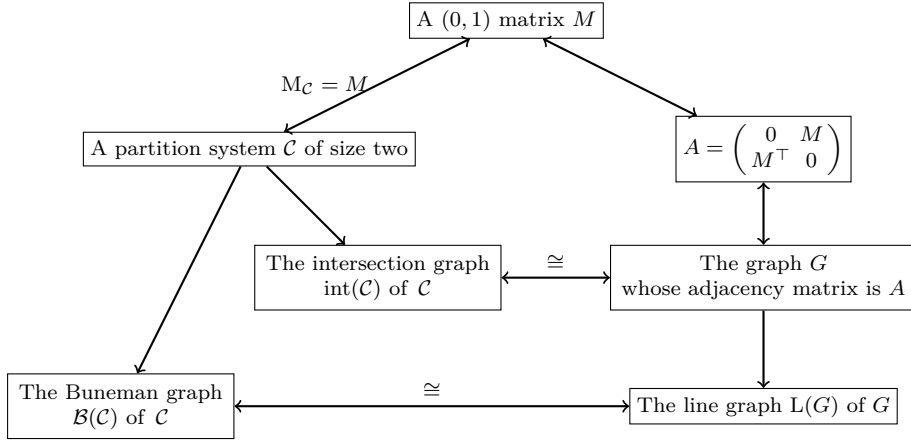 A (0, 1) matrix M
M𝒞 = M
A partition system 𝒞 of size two
A = ( 0 M
M⊤ 0 )
The intersection graph
int(𝒞) of 𝒞
≅
The graph G
whose adjacency matrix is A
The Buneman graph
ℬ(𝒞) of 𝒞
≅
The line graph L(G) of G